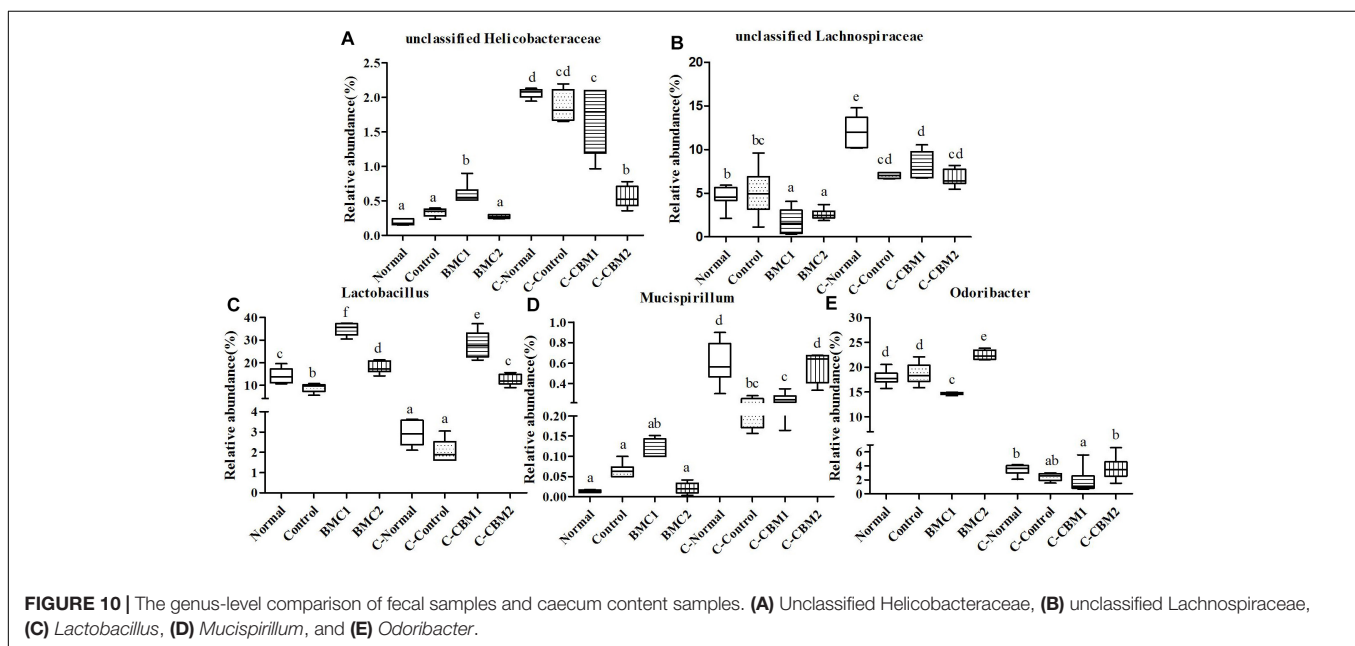 A
unclassified Helicobacteraceae
Relative abundance(%)
2.5
2.0
1.5
1.0
0.5
0.0
a
a
b
a
d
cd
c
b
Normal
Control
BMC1
BMC2
C-Normal
C-Control
C-CBM1
C-CBM2
B
unclassified Lachnospiraceae
Relative abundance(%)
20
15
10
5
0
b
bc
a
a
e
cd
d
cd
Normal
Control
BMC1
BMC2
C-Normal
C-Control
C-CBM1
C-CBM2
C
Lactobacillus
Relative abundance(%)
40
30
20
10
4
3
2
1
0
c
b
f
d
a
a
e
c
Normal
Control
BMC1
BMC2
C-Normal
C-Control
C-CBM1
C-CBM2
D
Mucispirillum
Relative abundance(%)
1.0
0.8
0.6
0.4
0.15
0.10
0.05
0.00
a
a
ab
a
d
bc
c
d
Normal
Control
BMC1
BMC2
C-Normal
C-Control
C-CBM1
C-CBM2
E
Odoribacter
Relative abundance(%)
25
20
15
10
6
4
2
0
d
d
c
e
b
ab
a
b
Normal
Control
BMC1
BMC2
C-Normal
C-Control
C-CBM1
C-CBM2
FIGURE 10 | The genus-level comparison of fecal samples and caecum content samples. (A) Unclassified Helicobacteraceae, (B) unclassified Lachnospiraceae,
(C) Lactobacillus, (D) Mucispirillum, and (E) Odoribacter.